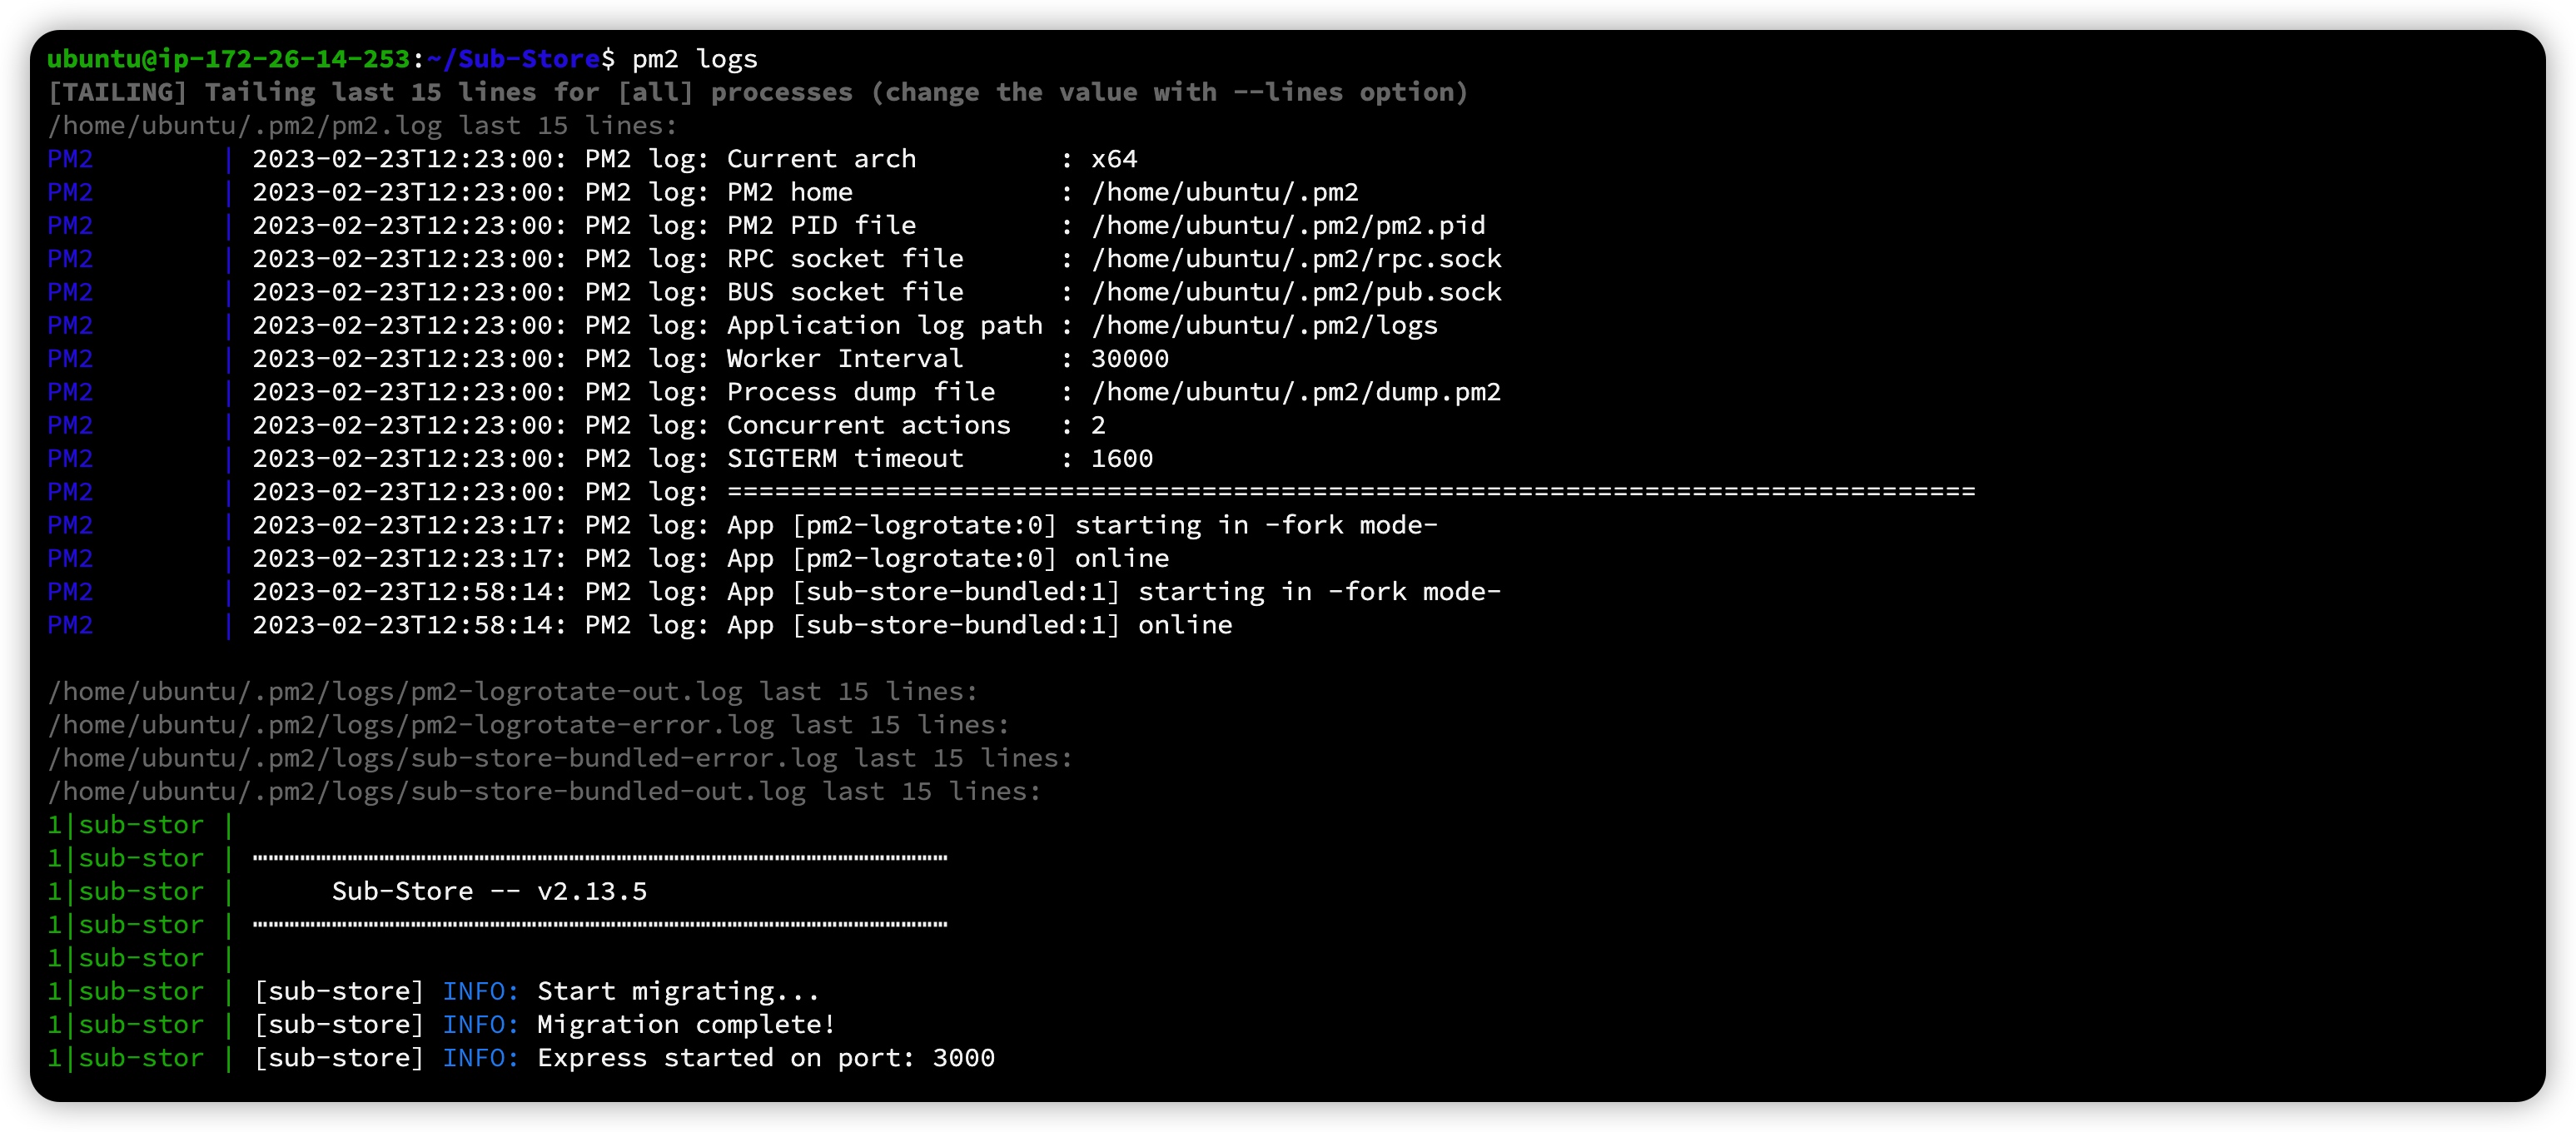 ubuntu@ip-172-26-14-253:~/Sub-Store$ pm2 logs
[TAILING] Tailing last 15 lines for [all] processes (change the value with --lines option)
/home/ubuntu/.pm2/pm2.log last 15 lines:
PM2        | 2023-02-23T12:23:00: PM2 log: Current arch         : x64
PM2        | 2023-02-23T12:23:00: PM2 log: PM2 home             : /home/ubuntu/.pm2
PM2        | 2023-02-23T12:23:00: PM2 log: PM2 PID file         : /home/ubuntu/.pm2/pm2.pid
PM2        | 2023-02-23T12:23:00: PM2 log: RPC socket file      : /home/ubuntu/.pm2/rpc.sock
PM2        | 2023-02-23T12:23:00: PM2 log: BUS socket file      : /home/ubuntu/.pm2/pub.sock
PM2        | 2023-02-23T12:23:00: PM2 log: Application log path : /home/ubuntu/.pm2/logs
PM2        | 2023-02-23T12:23:00: PM2 log: Worker Interval      : 30000
PM2        | 2023-02-23T12:23:00: PM2 log: Process dump file    : /home/ubuntu/.pm2/dump.pm2
PM2        | 2023-02-23T12:23:00: PM2 log: Concurrent actions   : 2
PM2        | 2023-02-23T12:23:00: PM2 log: SIGTERM timeout      : 1600
PM2        | 2023-02-23T12:23:00: PM2 log: ===============================================================================
PM2        | 2023-02-23T12:23:17: PM2 log: App [pm2-logrotate:0] starting in -fork mode-
PM2        | 2023-02-23T12:23:17: PM2 log: App [pm2-logrotate:0] online
PM2        | 2023-02-23T12:58:14: PM2 log: App [sub-store-bundled:1] starting in -fork mode-
PM2        | 2023-02-23T12:58:14: PM2 log: App [sub-store-bundled:1] online
/home/ubuntu/.pm2/logs/pm2-logrotate-out.log last 15 lines:
/home/ubuntu/.pm2/logs/pm2-logrotate-error.log last 15 lines:
/home/ubuntu/.pm2/logs/sub-store-bundled-error.log last 15 lines:
/home/ubuntu/.pm2/logs/sub-store-bundled-out.log last 15 lines:
1|sub-stor |
1|sub-stor | ┅┅┅┅┅┅┅┅┅┅┅┅┅┅┅┅┅┅┅┅┅┅┅┅┅┅┅┅┅┅┅┅┅┅┅┅┅┅┅┅┅┅┅┅
1|sub-stor |      Sub-Store -- v2.13.5
1|sub-stor | ┅┅┅┅┅┅┅┅┅┅┅┅┅┅┅┅┅┅┅┅┅┅┅┅┅┅┅┅┅┅┅┅┅┅┅┅┅┅┅┅┅┅┅┅
1|sub-stor |
1|sub-stor | [sub-store] INFO: Start migrating...
1|sub-stor | [sub-store] INFO: Migration complete!
1|sub-stor | [sub-store] INFO: Express started on port: 3000